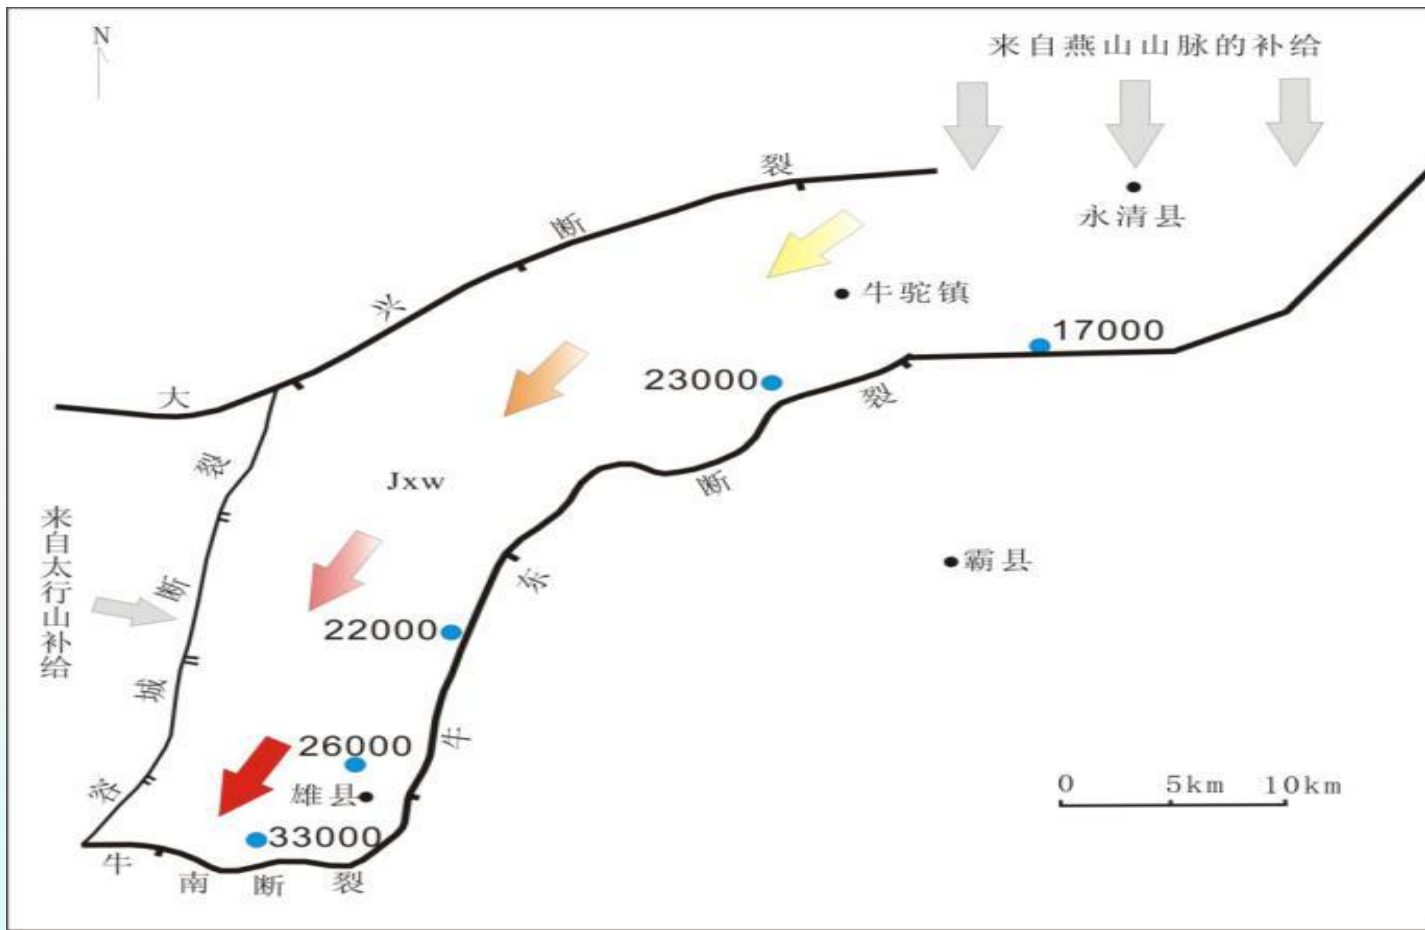 N
来自燕山山脉的补给
大兴断裂
永清县
牛驼镇
17000
23000
牛东断裂
Jxw
容城断裂
来自太行山补给
霸县
22000
26000
雄县
33000
0 5km 10km
牛南断裂